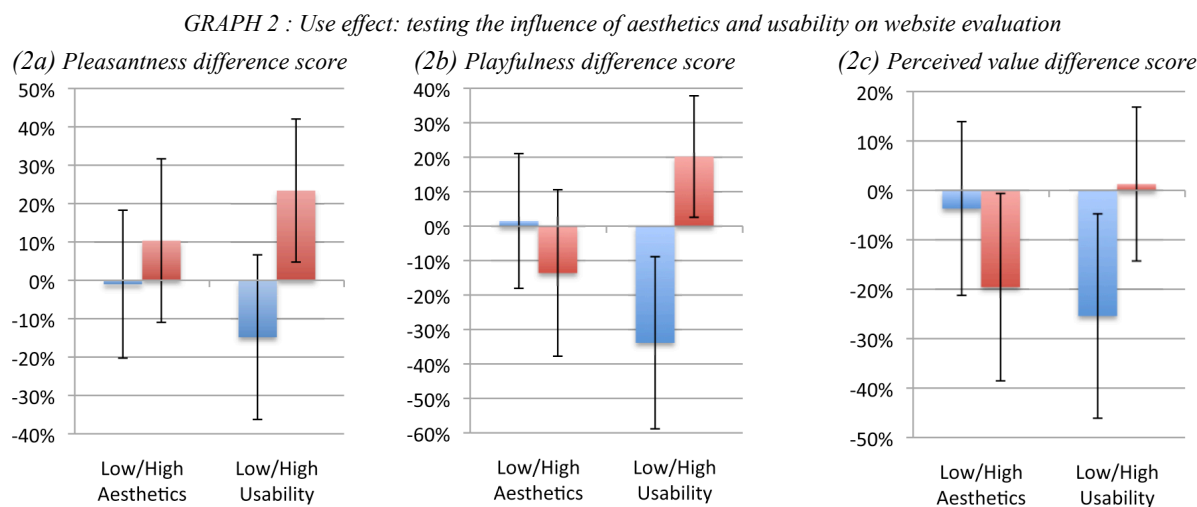 GRAPH 2 : Use effect: testing the influence of aesthetics and usability on website evaluation
(2a) Pleasantness difference score
50%
40%
30%
20%
10%
0%
-10%
-20%
-30%
-40%
Low/High
Aesthetics
Low/High
Usability
(2b) Playfulness difference score
40%
30%
20%
10%
0%
-10%
-20%
-30%
-40%
-50%
-60%
Low/High
Aesthetics
Low/High
Usability
(2c) Perceived value difference score
20%
10%
0%
-10%
-20%
-30%
-40%
-50%
Low/High
Aesthetics
Low/High
Usability